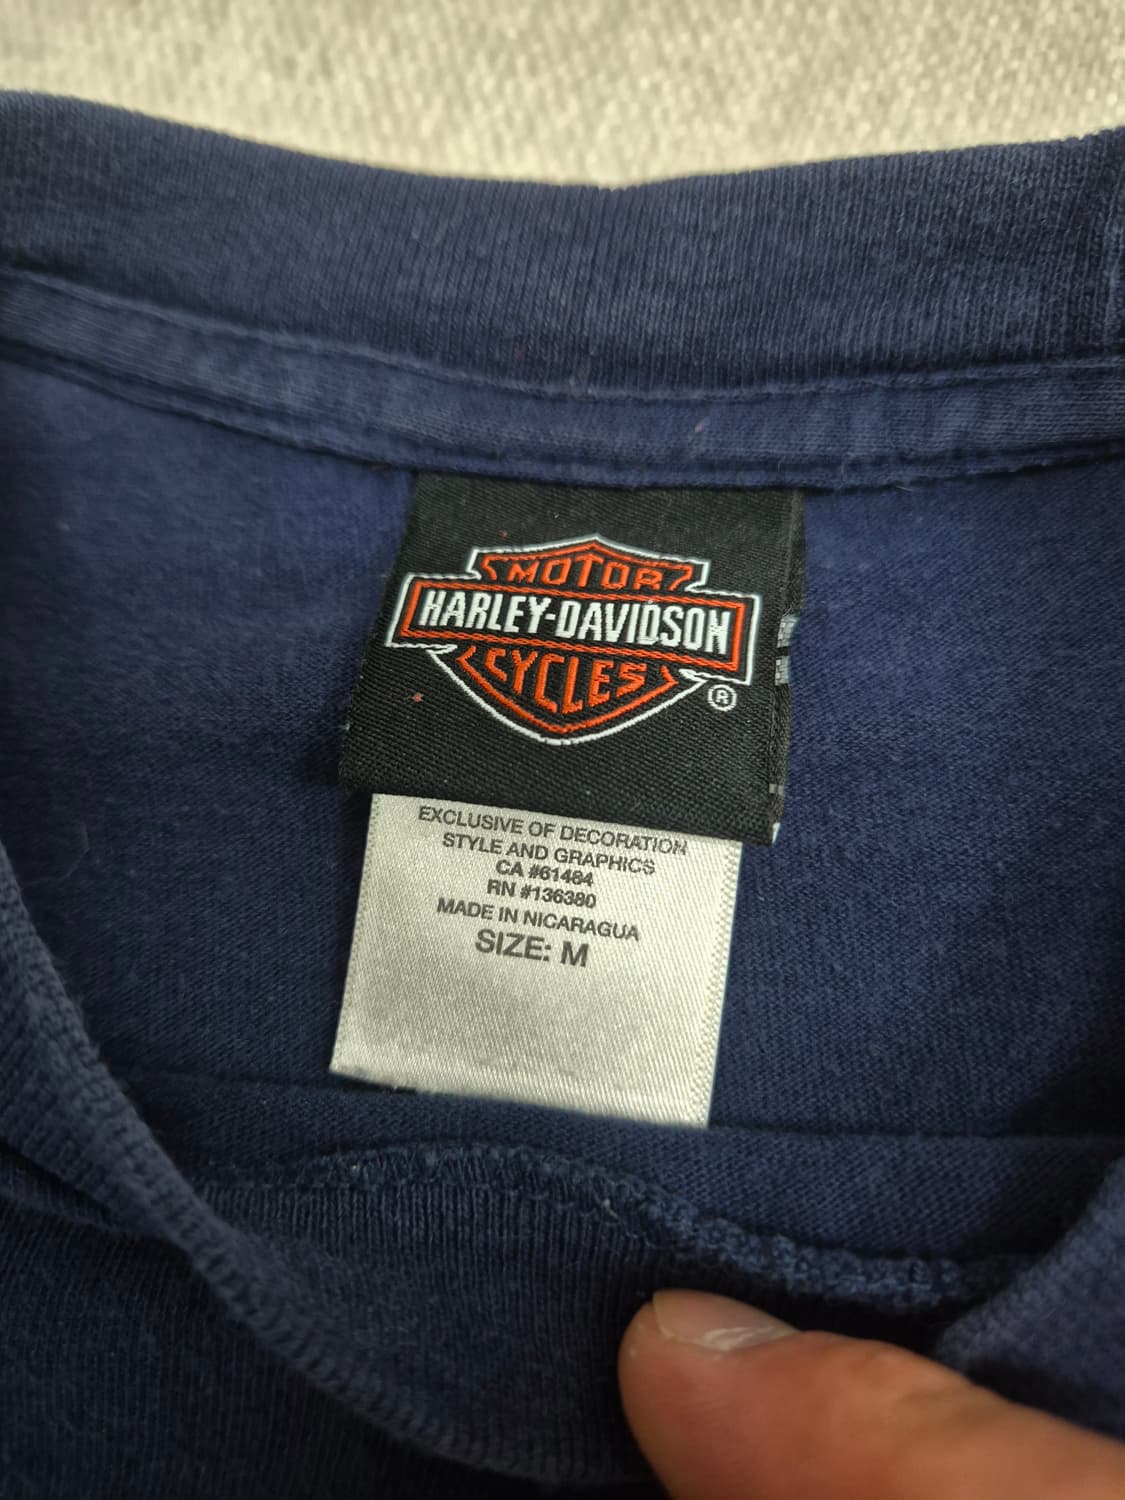 MOTOR
HARLEY-DAVIDSON
CYCLES
®
EXCLUSIVE OF DECORATION
STYLE AND GRAPHICS
CA #61484
RN #136380
MADE IN NICARAGUA
SIZE: M